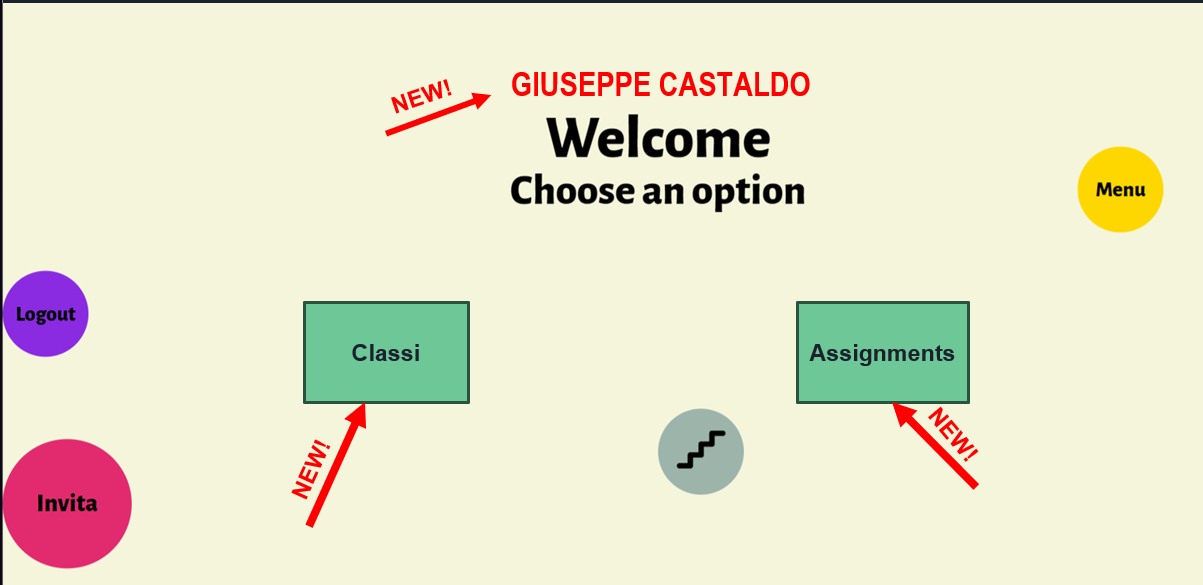 NEW!
GIUSEPPE CASTALDO
Welcome
Choose an option
Menu
Logout
Classi
Assignments
NEW!
NEW!
Invita